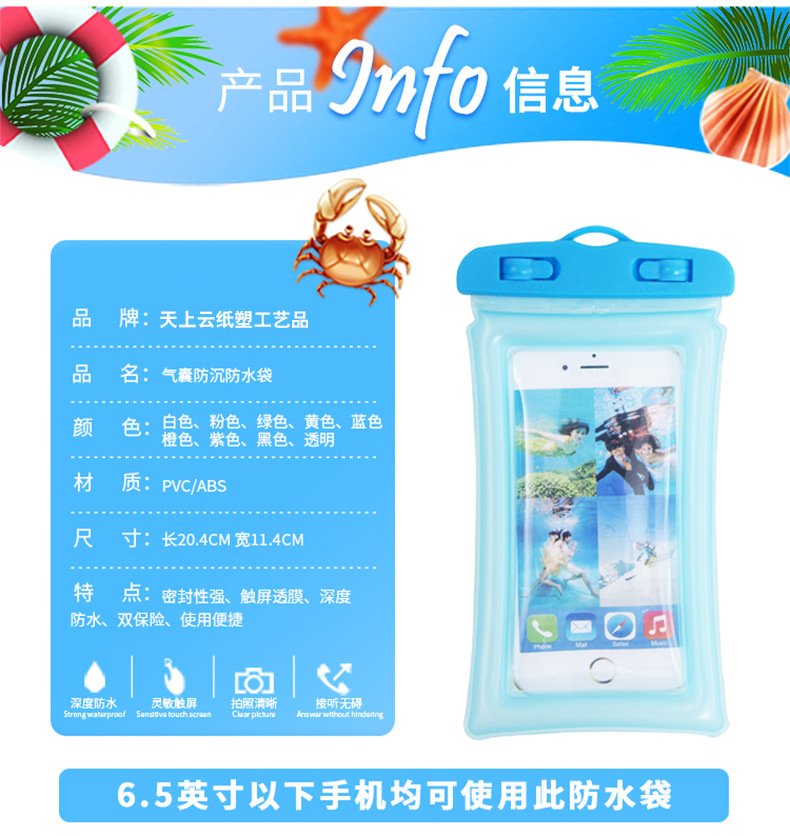 产品 Info 信息
品 牌：天上云纸塑工艺品
品 名：气囊防沉防水袋
颜 色：白色、粉色、绿色、黄色、蓝色
橙色、紫色、黑色、透明
材 质：PVC/ABS
尺 寸：长20.4CM 宽11.4CM
特 点：密封性强、触屏透膜、深度
防水、双保险、使用便捷
深度防水 灵敏触屏 拍照清晰 接听无碍
Strong waterproof Sensitive touch screen Clear picture Answer without hindering
Phone Mail Safari Music
6.5英寸以下手机均可使用此防水袋